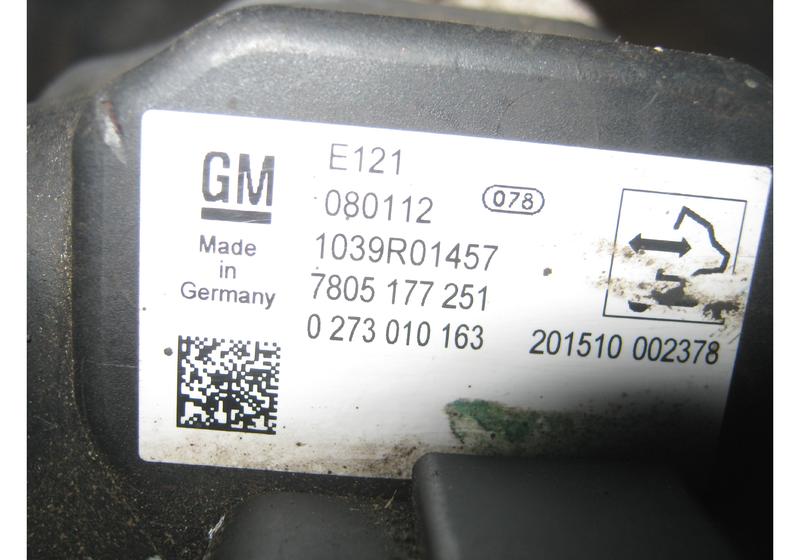 GM
Made
in
Germany
E121
080112
078
1039R01457
7805 177 251
0 273 010 163
201510 002378